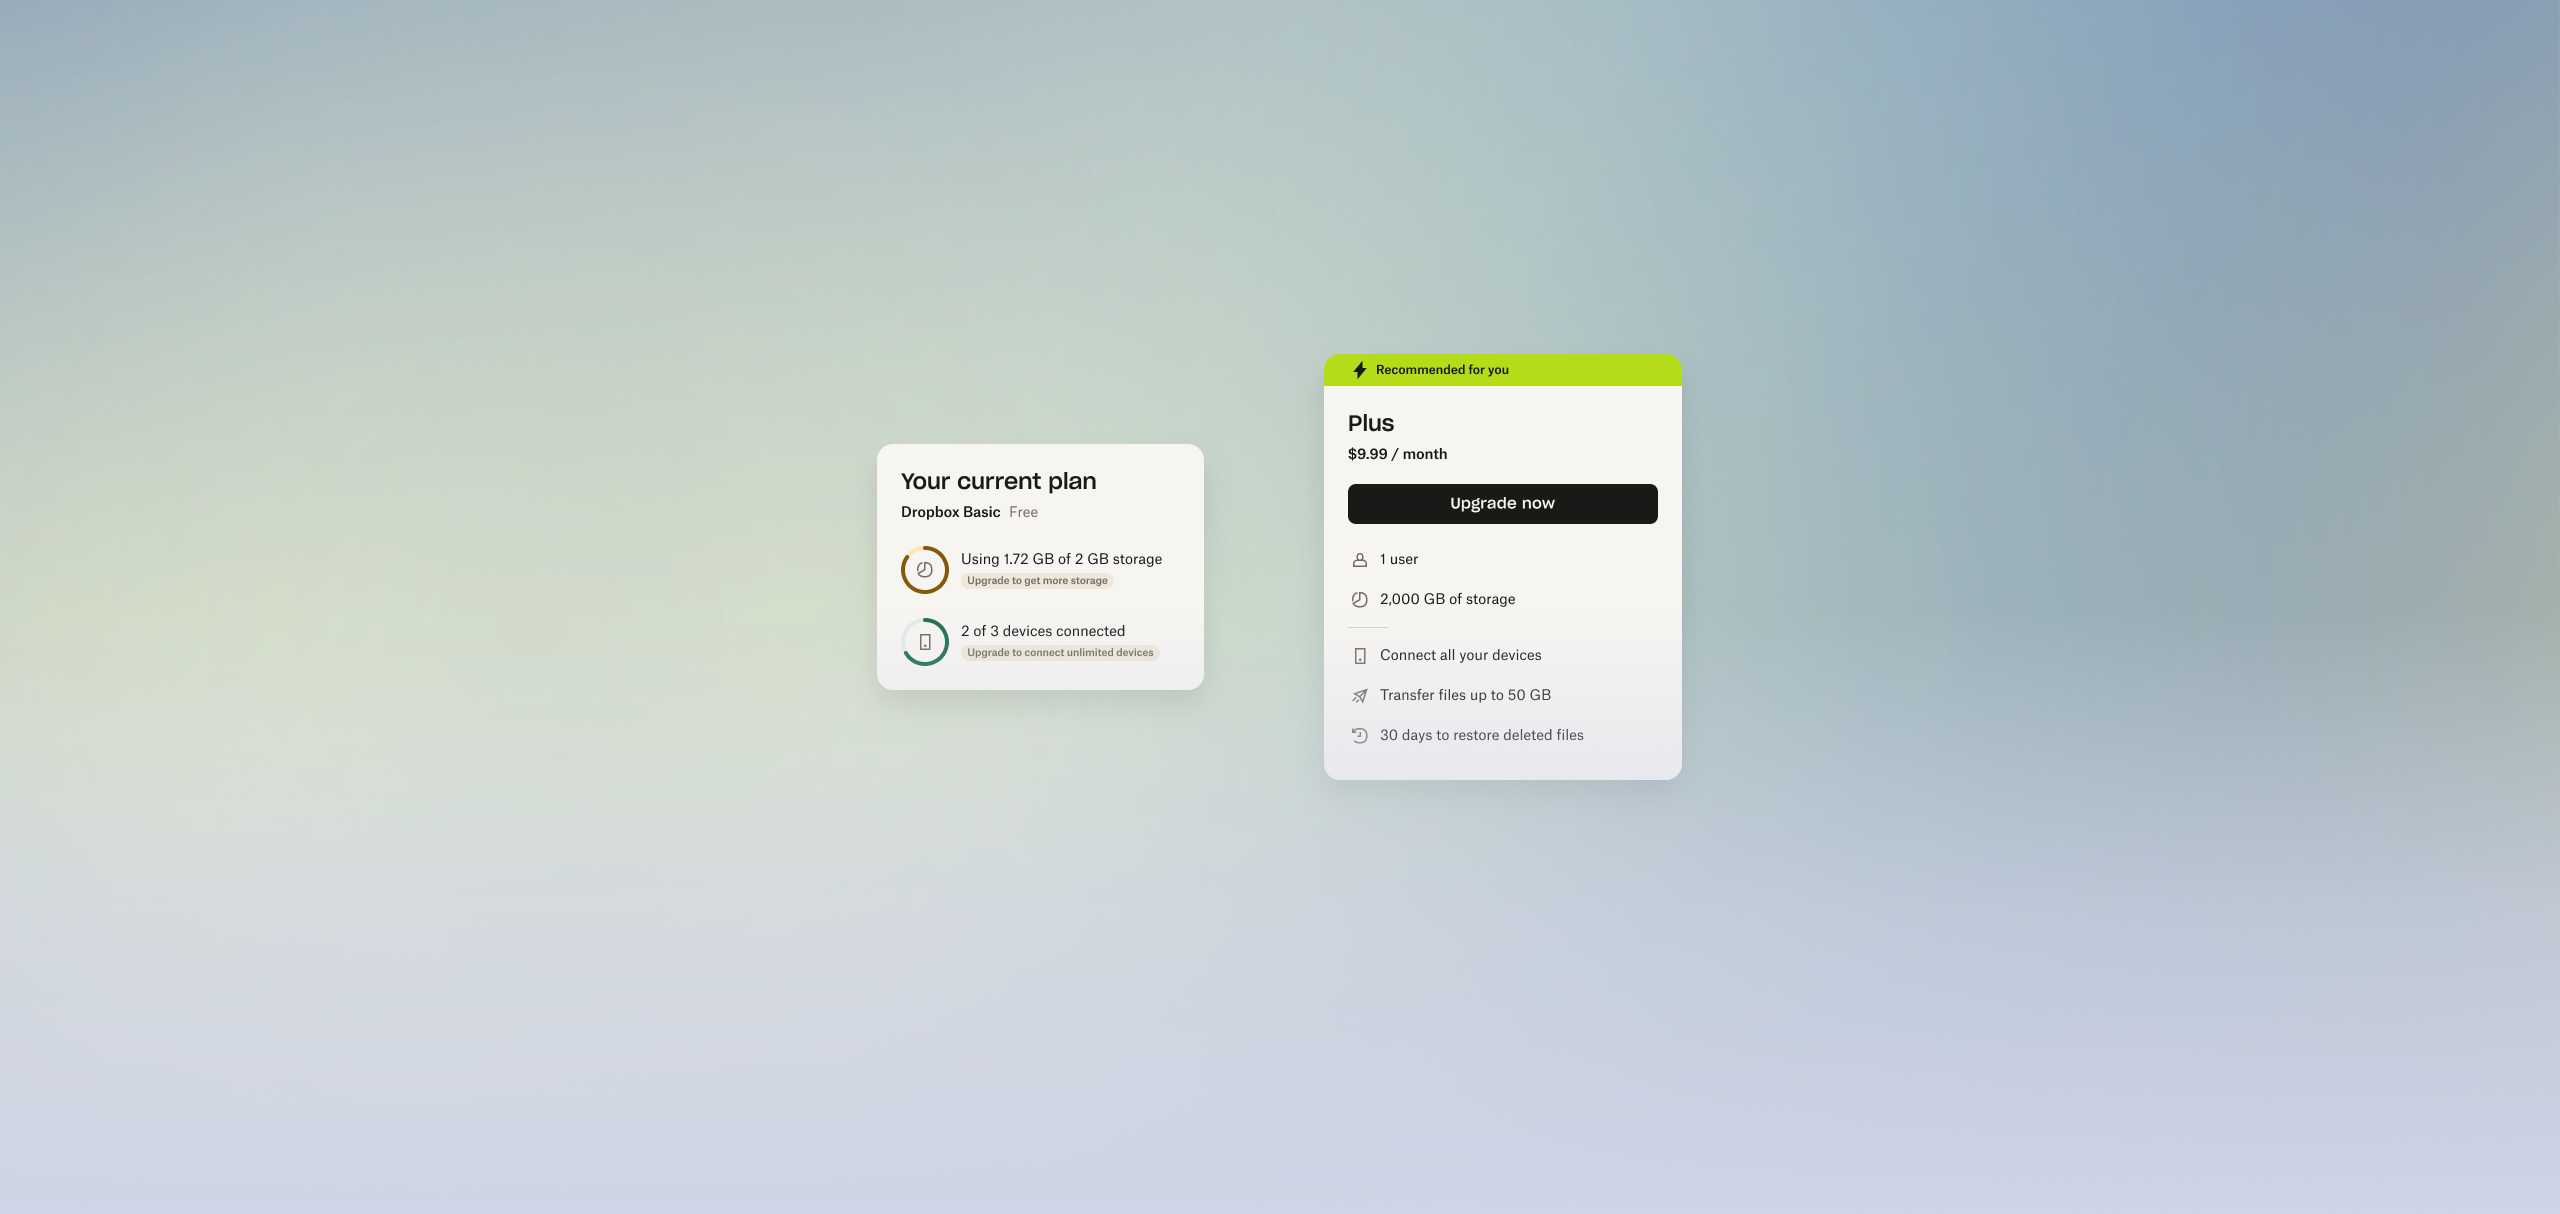 Your current plan
Dropbox Basic Free
Using 1.72 GB of 2 GB storage
Upgrade to get more storage
2 of 3 devices connected
Upgrade to connect unlimited devices
Recommended for you
Plus
$9.99 / month
Upgrade now
1 user
2,000 GB of storage
Connect all your devices
Transfer files up to 50 GB
30 days to restore deleted files